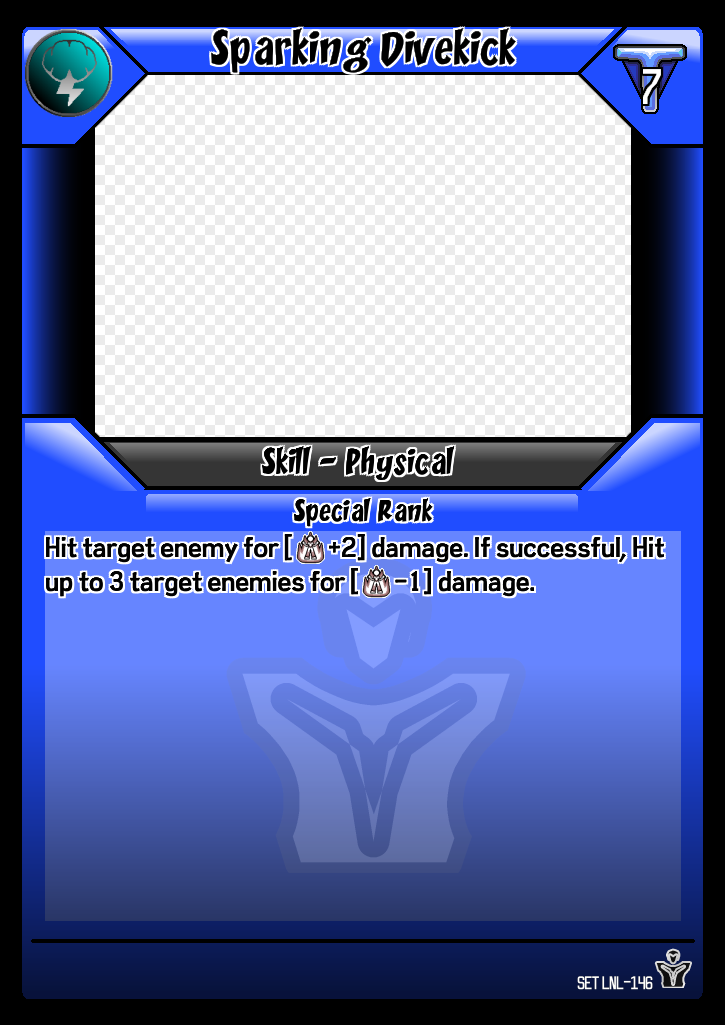 Sparking Divekick
7
Skill - Physical
Special Rank
Hit target enemy for [ +2] damage. If successful, Hit
up to 3 target enemies for [ -1] damage.
SET LNL-146